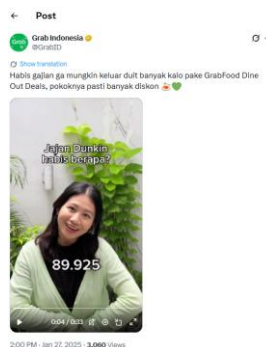 Post
Grab Indonesia
@GrabID
Show translation
Habis gajian ga mungkin keluar duit banyak kalo pake GrabFood Dine
Out Deals, pokoknya pasti banyak diskon
Jajan Dunkin
habis berapa?
89.925
0:04 / 0:33
2:00 PM · Jan 27, 2025 · 3,060 Views